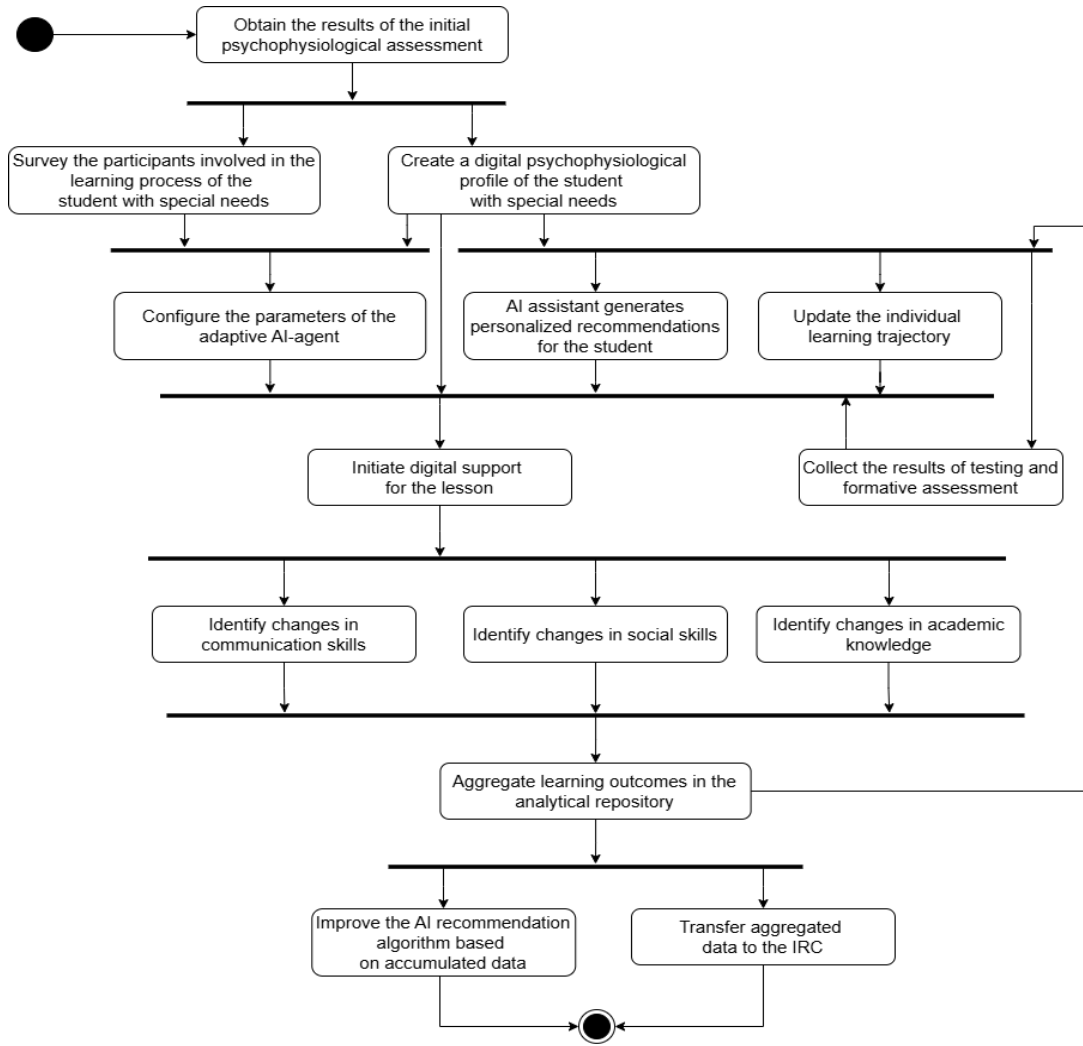 Obtain the results of the initial
psychophysiological assessment
Survey the participants involved in the
learning process of the
student with special needs
Create a digital psychophysiological
profile of the student
with special needs
Configure the parameters of the
adaptive AI-agent
AI assistant generates
personalized recommendations
for the student
Update the individual
learning trajectory
Initiate digital support
for the lesson
Collect the results of testing and
formative assessment
Identify changes in
communication skills
Identify changes in social skills
Identify changes in academic
knowledge
Aggregate learning outcomes in the
analytical repository
Improve the AI recommendation
algorithm based
on accumulated data
Transfer aggregated
data to the IRC